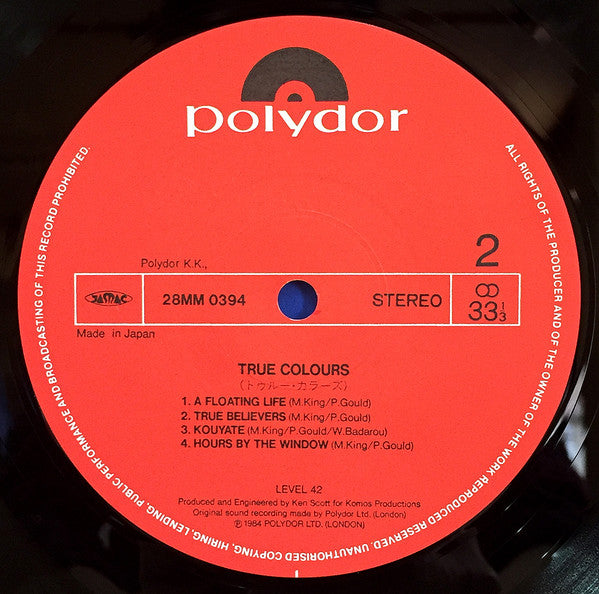 polydor
ALL RIGHTS OF THE PRODUCER AND OF THE OWNER OF THE WORK REPRODUCED RESERVED. UNAUTHORISED COPYING, HIRING, LENDING, PUBLIC PERFORMANCE AND BROADCASTING OF THIS RECORD PROHIBITED.
2
Polydor K.K.,
JASRAC 28MM 0394 STEREO 33 1/3
Made in Japan
TRUE COLOURS
(トゥルー・カラーズ)
1. A FLOATING LIFE (M.King/P.Gould)
2. TRUE BELIEVERS (M.King/P.Gould)
3. KOUYATE (M.King/P.Gould/W.Badarou)
4. HOURS BY THE WINDOW (M.King/P.Gould)
LEVEL 42
Produced and Engineered by Ken Scott for Komos Productions
Original sound recording made by Polydor Ltd. (London)
℗ 1984 POLYDOR LTD. (LONDON)